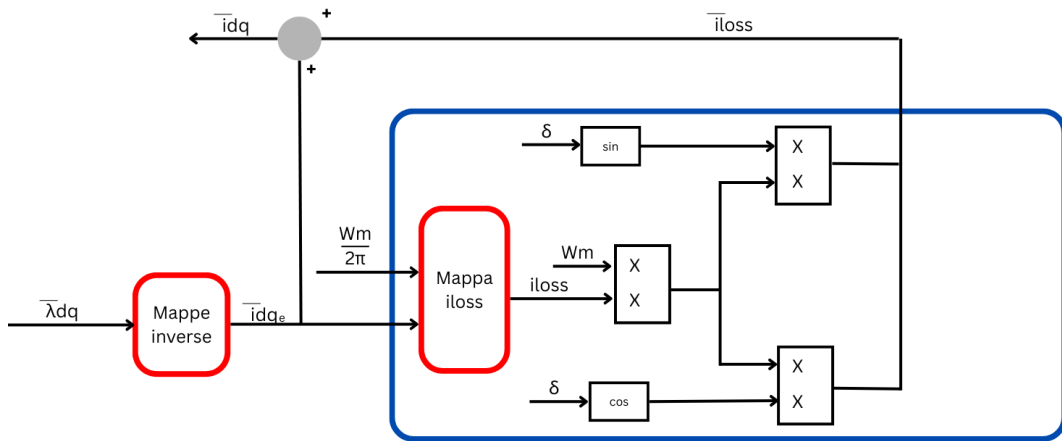 idq
+
iloss
+
δ
sin
X
X
Wm
2π
Mappa
iloss
Wm
iloss
X
X
λdq
Mappe
inverse
idqₑ
δ
cos
X
X